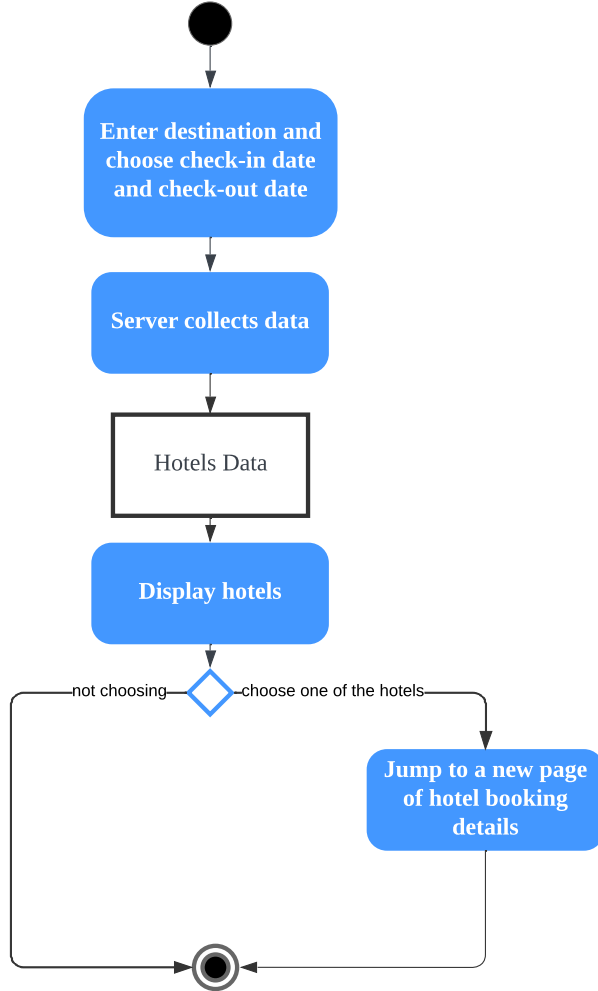 Enter destination and
choose check-in date
and check-out date
Server collects data
Hotels Data
Display hotels
not choosing
choose one of the hotels
Jump to a new page
of hotel booking
details